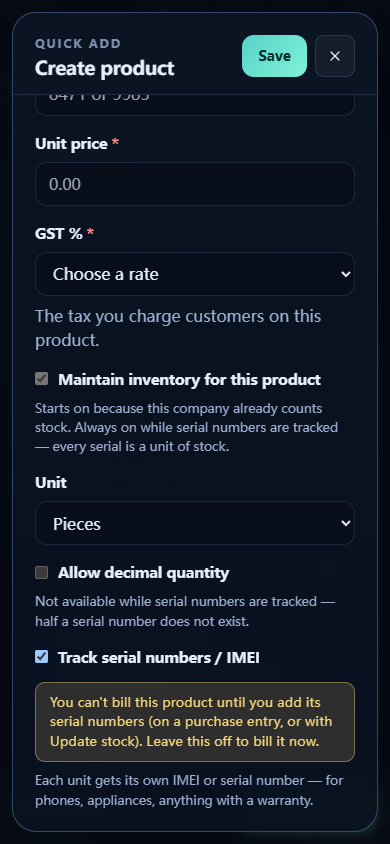 QUICK ADD
Create product
Save
×
8471 or 9983
Unit price *
0.00
GST % *
Choose a rate
The tax you charge customers on this
product.
Maintain inventory for this product
Starts on because this company already counts
stock. Always on while serial numbers are tracked
— every serial is a unit of stock.
Unit
Pieces
Allow decimal quantity
Not available while serial numbers are tracked —
half a serial number does not exist.
Track serial numbers / IMEI
You can't bill this product until you add its
serial numbers (on a purchase entry, or with
Update stock). Leave this off to bill it now.
Each unit gets its own IMEI or serial number — for
phones, appliances, anything with a warranty.